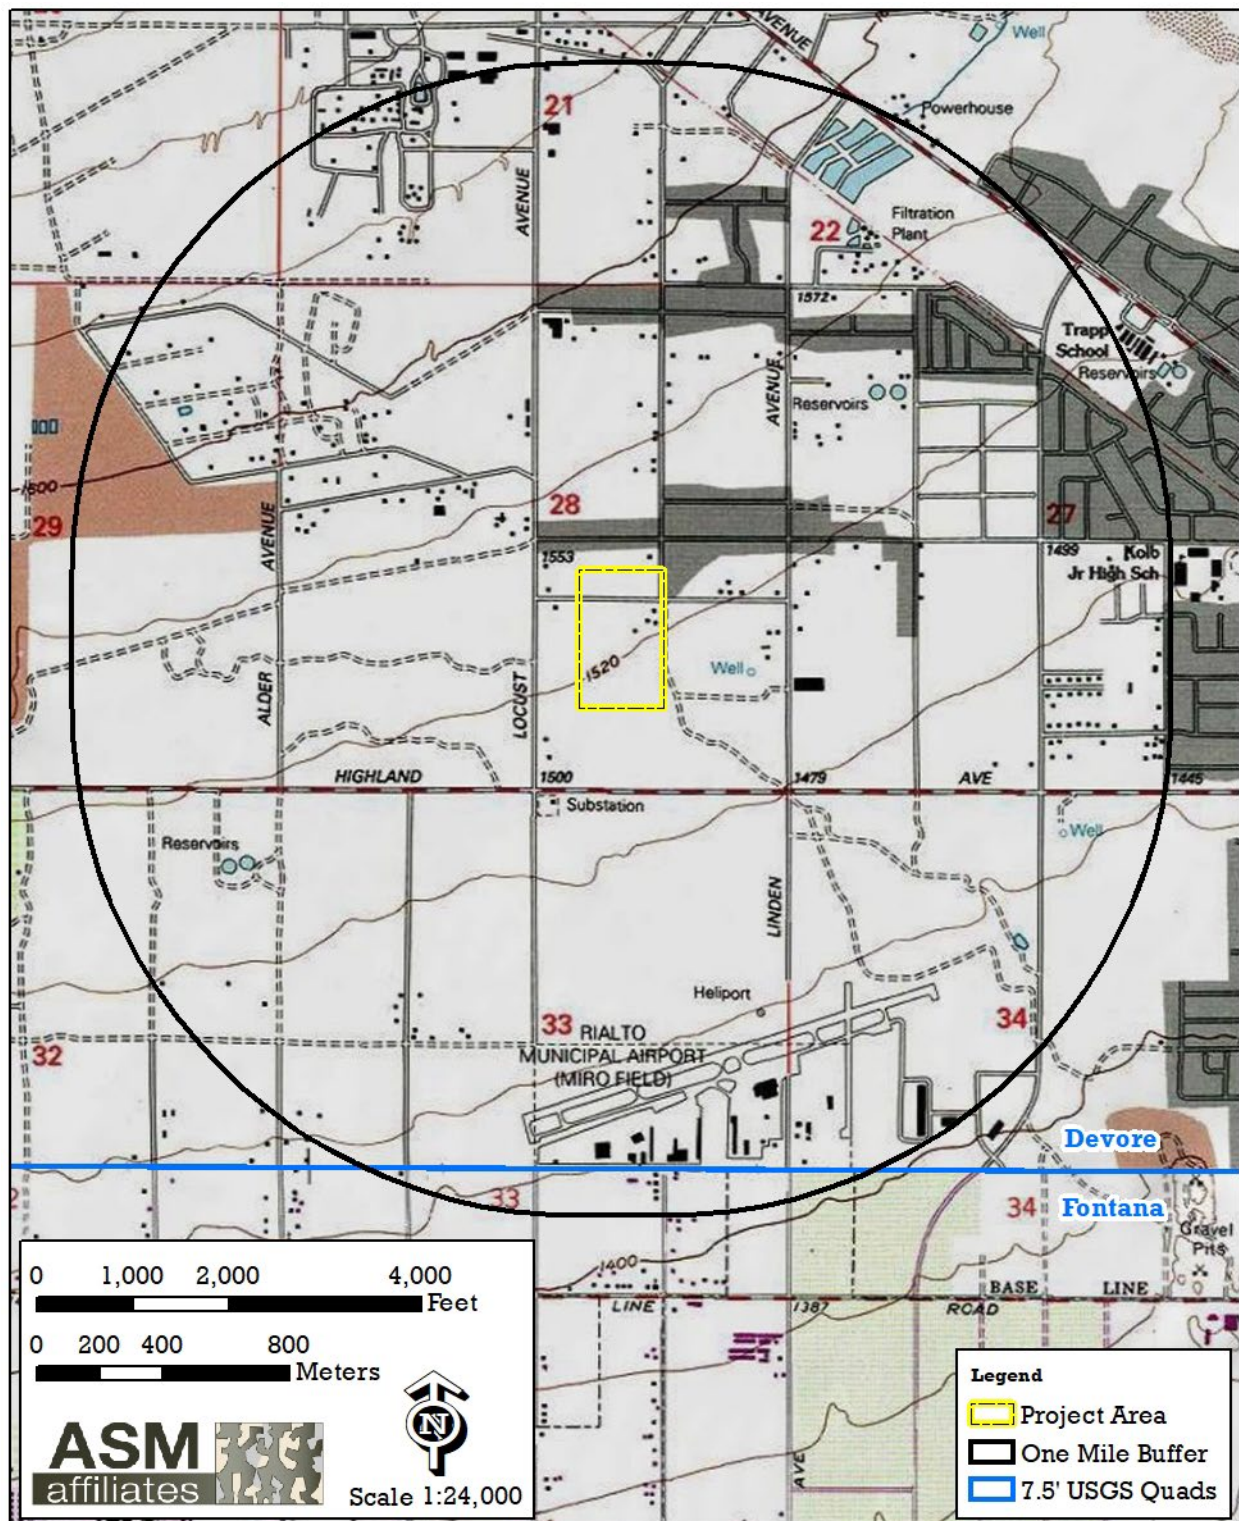 AVENUE
Well
Powerhouse
21
AVENUE
22
Filtration
Plant
1572
Trapp
School
Reservoirs
AVENUE
Reservoirs
1500
29
28
27
AVENUE
1553
1499
Kolb
Jr High Sch
1520
Well
ALDER
LOCUST
HIGHLAND
1500
1479
AVE
1445
Substation
Well
Reservoirs
LINDEN
Heliport
33
RIALTO
MUNICIPAL AIRPORT
(MIRO FIELD)
34
32
Devore
33
34
Fontana
Gravel
Pits
1400
BASE LINE
LINE
1387
ROAD
AVE
0 1,000 2,000 4,000
Feet
0 200 400 800
Meters
ASM
affiliates
N
Scale 1:24,000
Legend
Project Area
One Mile Buffer
7.5' USGS Quads